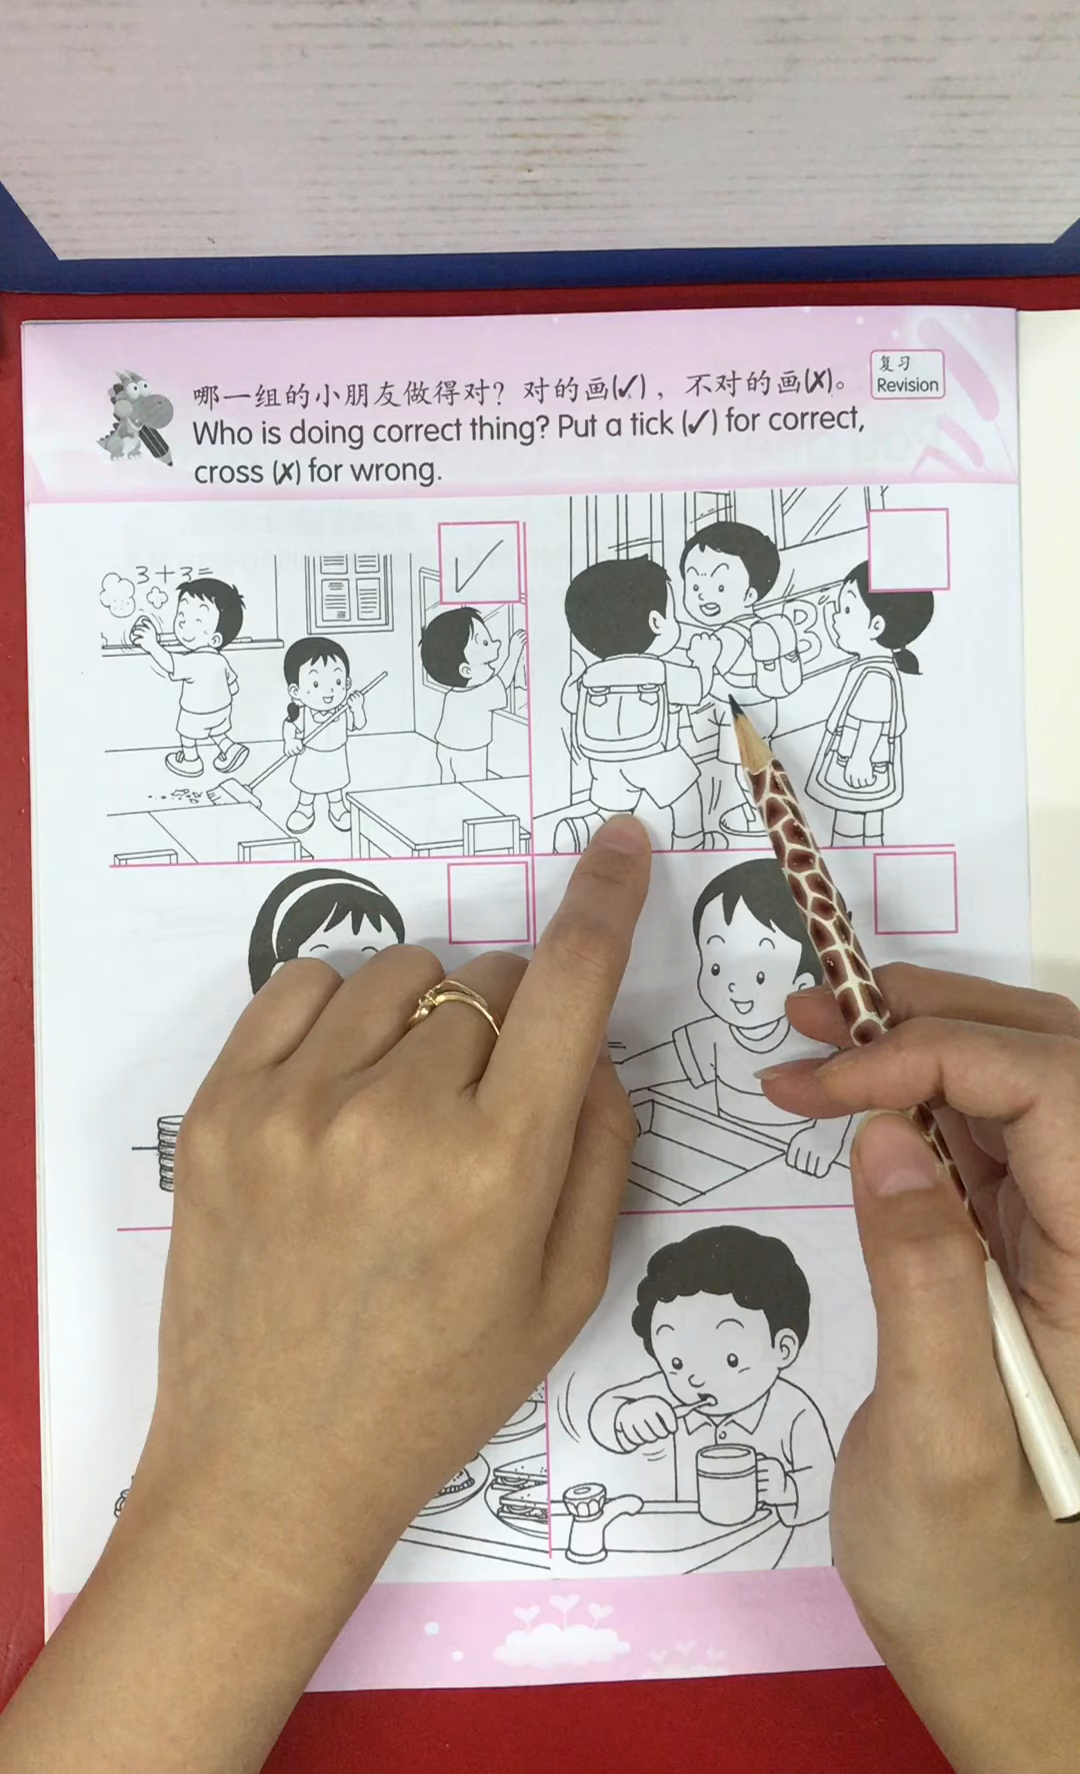 哪一组的小朋友做得对？对的画(✓)，不对的画(✗)。
复习
Revision
Who is doing correct thing? Put a tick (✓) for correct,
cross (✗) for wrong.
3+3=
✓
B